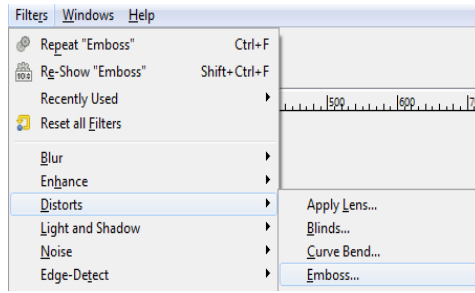 Filters Windows Help
Repeat "Emboss" Ctrl+F
Re-Show "Emboss" Shift+Ctrl+F
Recently Used
Reset all Filters
500 600
Blur
Enhance
Distorts
Light and Shadow
Noise
Edge-Detect
Apply Lens...
Blinds...
Curve Bend...
Emboss...